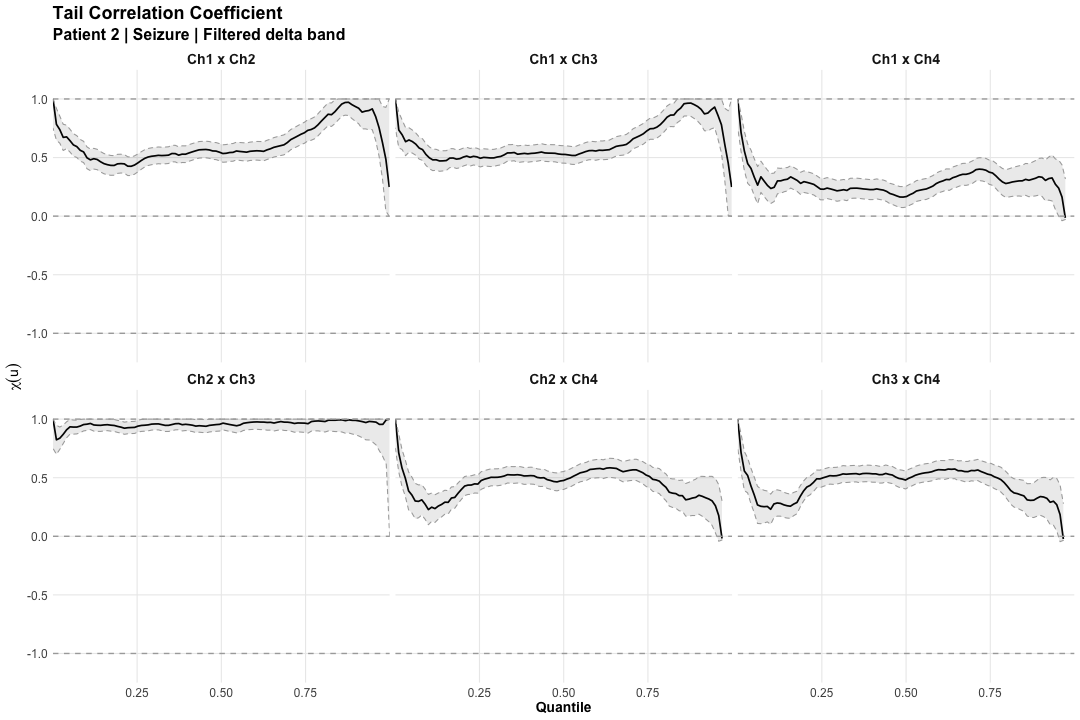 Tail Correlation Coefficient
Patient 2 | Seizure | Filtered delta band
Ch1 x Ch2
Ch1 x Ch3
Ch1 x Ch4
1.0
0.5
0.0
-0.5
-1.0
χ(u)
Ch2 x Ch3
Ch2 x Ch4
Ch3 x Ch4
1.0
0.5
0.0
-0.5
-1.0
0.25 0.50 0.75
0.25 0.50 0.75
0.25 0.50 0.75
Quantile